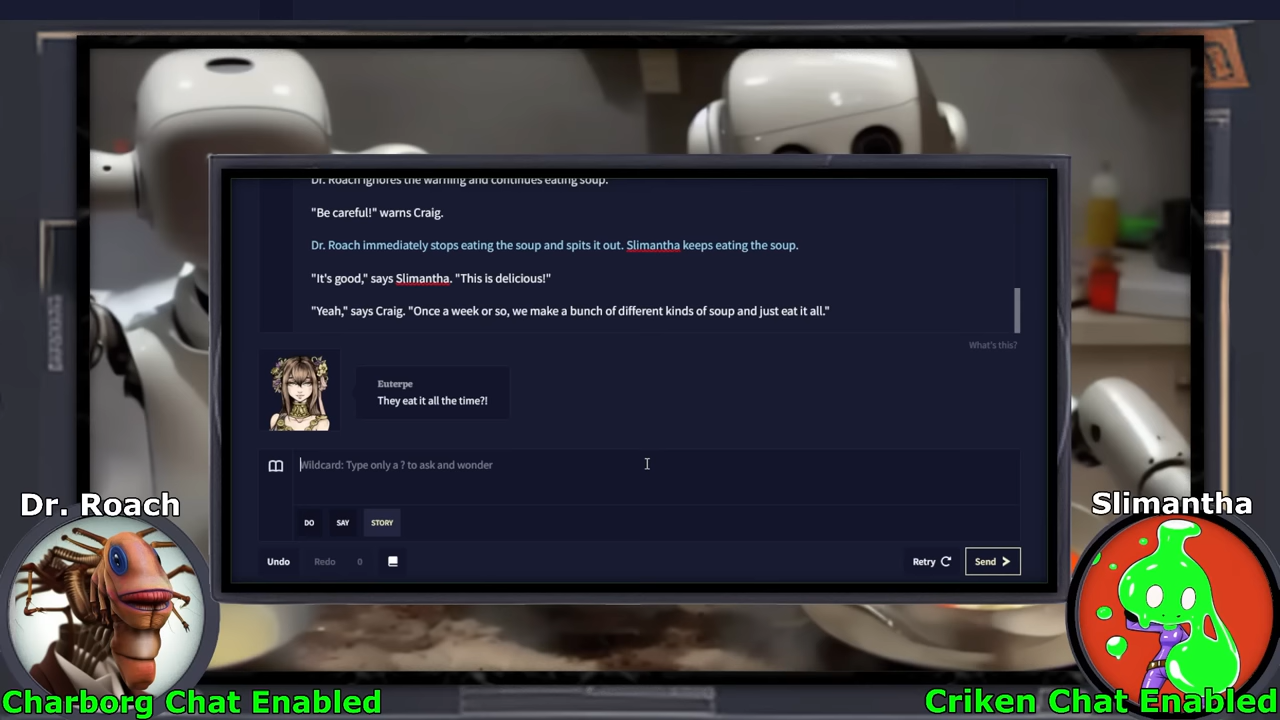 Dr. Roach ignores the warning and continues eating soup.
"Be careful!" warns Craig.
Dr. Roach immediately stops eating the soup and spits it out. Slimantha keeps eating the soup.
"It's good," says Slimantha. "This is delicious!"
"Yeah," says Craig. "Once a week or so, we make a bunch of different kinds of soup and just eat it all."
What's this?
Euterpe
They eat it all the time?!
Wildcard: Type only a ? to ask and wonder
DO SAY STORY
Undo Redo 0 Retry Send
Dr. Roach
Slimantha
Charborg Chat Enabled
Criken Chat Enabled